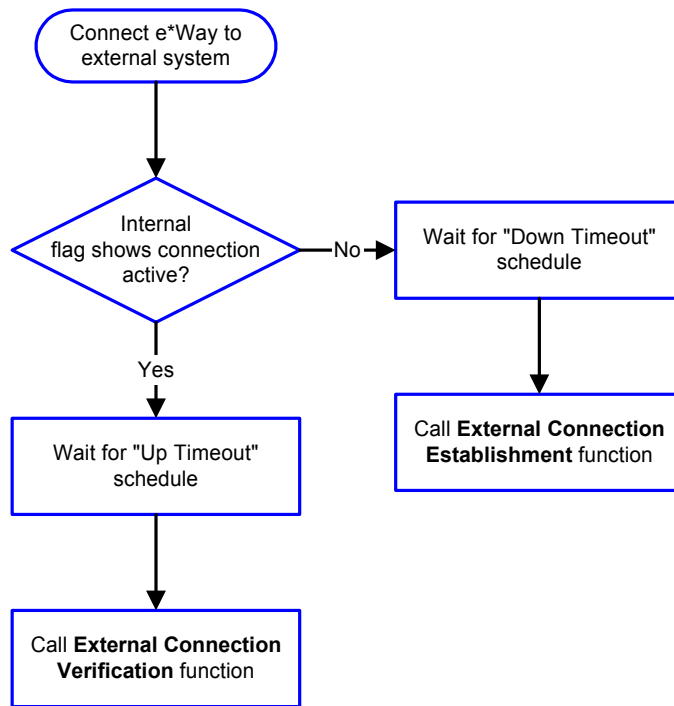 Connect e*Way to
external system
Internal
flag shows connection
active?
No
Wait for "Down Timeout"
schedule
Yes
Call External Connection
Establishment function
Wait for "Up Timeout"
schedule
Call External Connection
Verification function